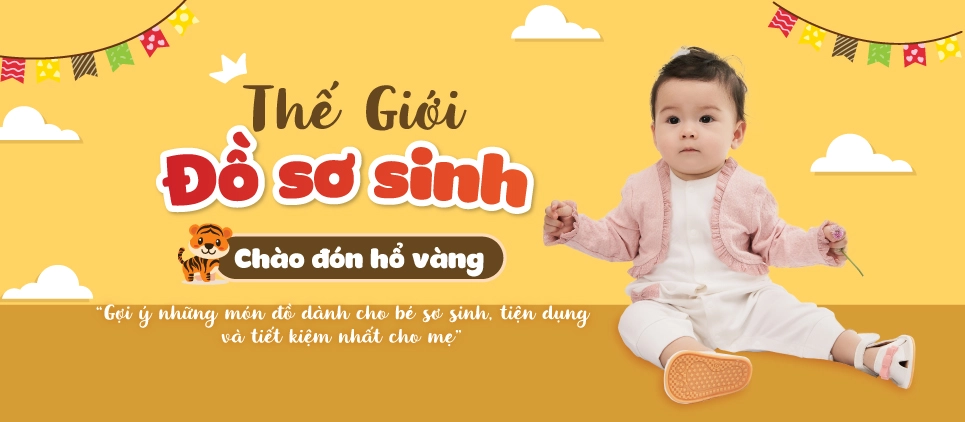 Thế Giới
Đồ sơ sinh
Chào đón hổ vàng
“Gợi ý những món đồ dành cho bé sơ sinh, tiện dụng
và tiết kiệm nhất cho mẹ”